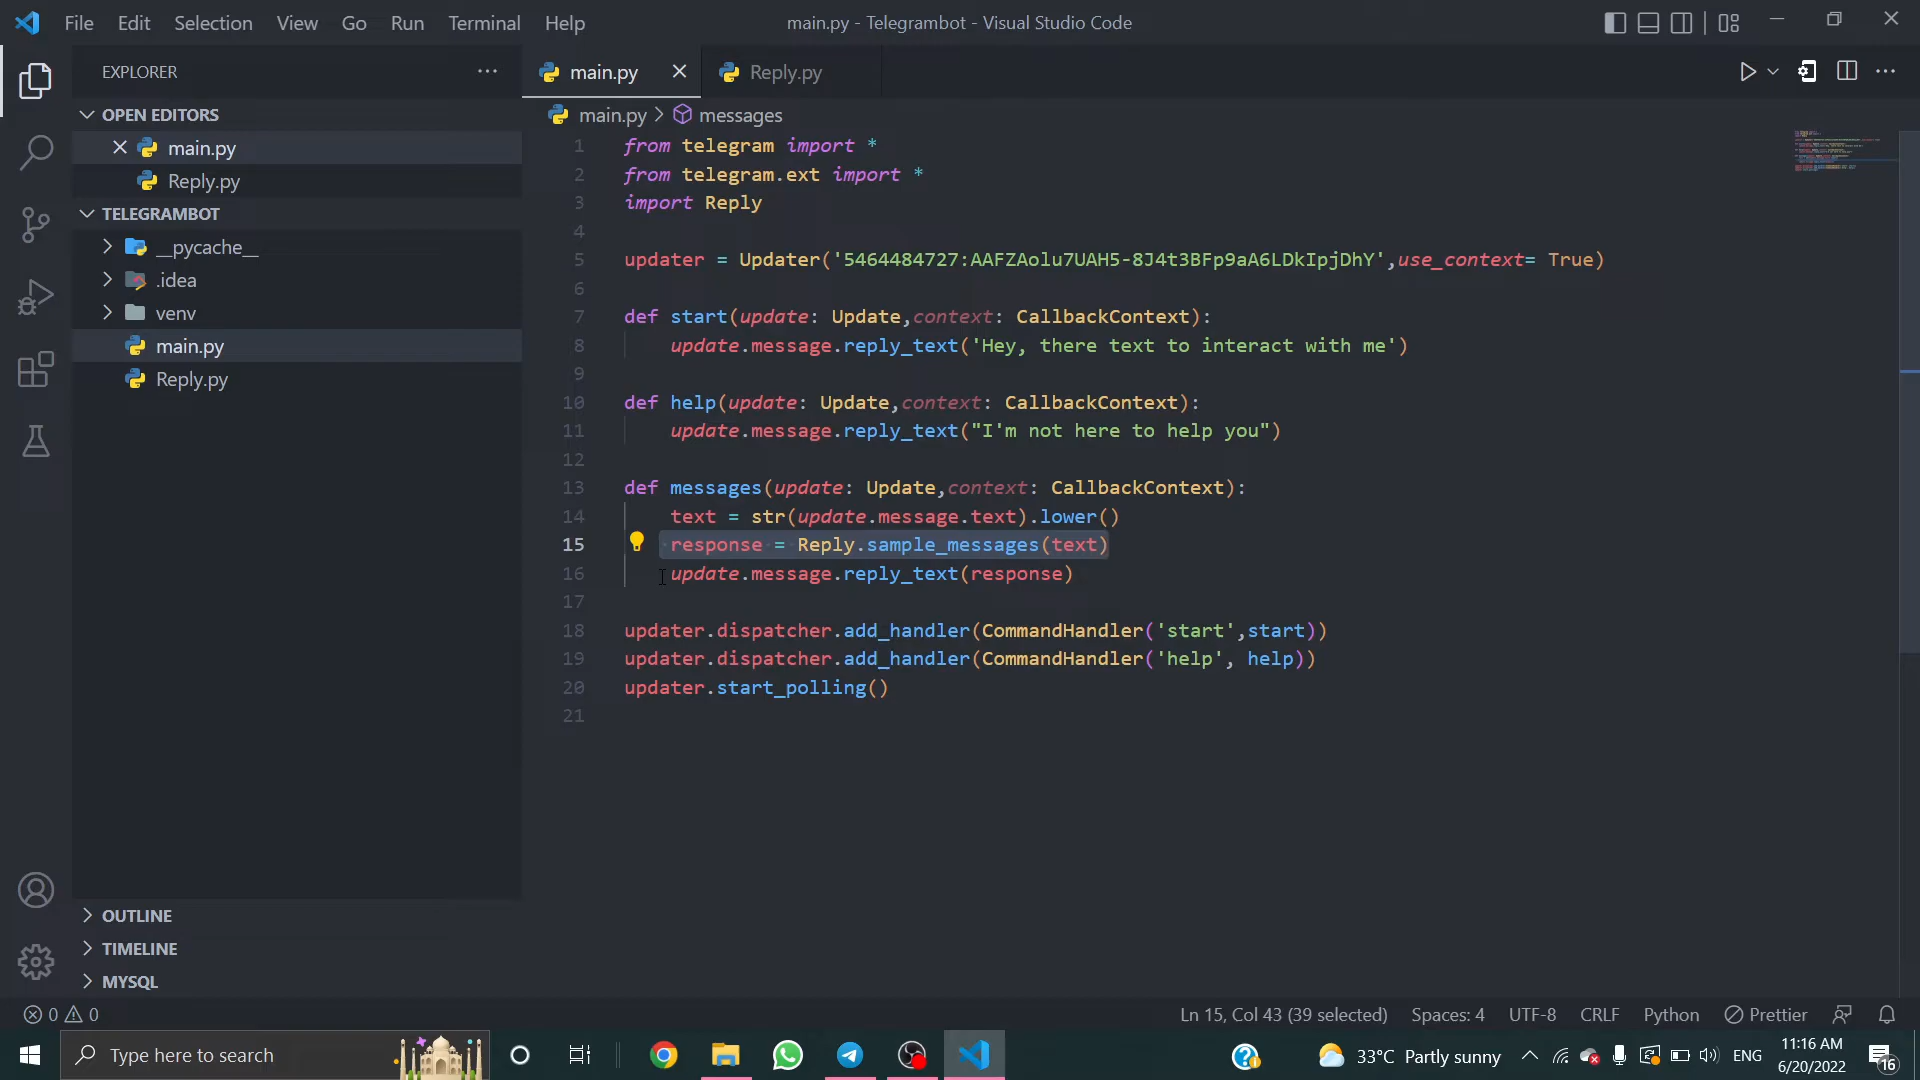 File Edit Selection View Go Run Terminal Help
main.py - Telegrambot - Visual Studio Code
EXPLORER
OPEN EDITORS
main.py
Reply.py
TELEGRAMBOT
__pycache__
.idea
venv
main.py
Reply.py
OUTLINE
TIMELINE
MYSQL
main.py Reply.py
main.py > messages
1 from telegram import *
2 from telegram.ext import *
3 import Reply
4
5 updater = Updater('5464484727:AAFZAolu7UAH5-8J4t3BFp9aA6LDkIpjDhY',use_context= True)
6
7 def start(update: Update,context: CallbackContext):
8     update.message.reply_text('Hey, there text to interact with me')
9
10 def help(update: Update,context: CallbackContext):
11     update.message.reply_text("I'm not here to help you")
12
13 def messages(update: Update,context: CallbackContext):
14     text = str(update.message.text).lower()
15     response = Reply.sample_messages(text)
16     update.message.reply_text(response)
17
18 updater.dispatcher.add_handler(CommandHandler('start',start))
19 updater.dispatcher.add_handler(CommandHandler('help', help))
20 updater.start_polling()
21
0 0
Ln 15, Col 43 (39 selected) Spaces: 4 UTF-8 CRLF Python Prettier
Type here to search
33°C Partly sunny
ENG
11:16 AM
6/20/2022
16